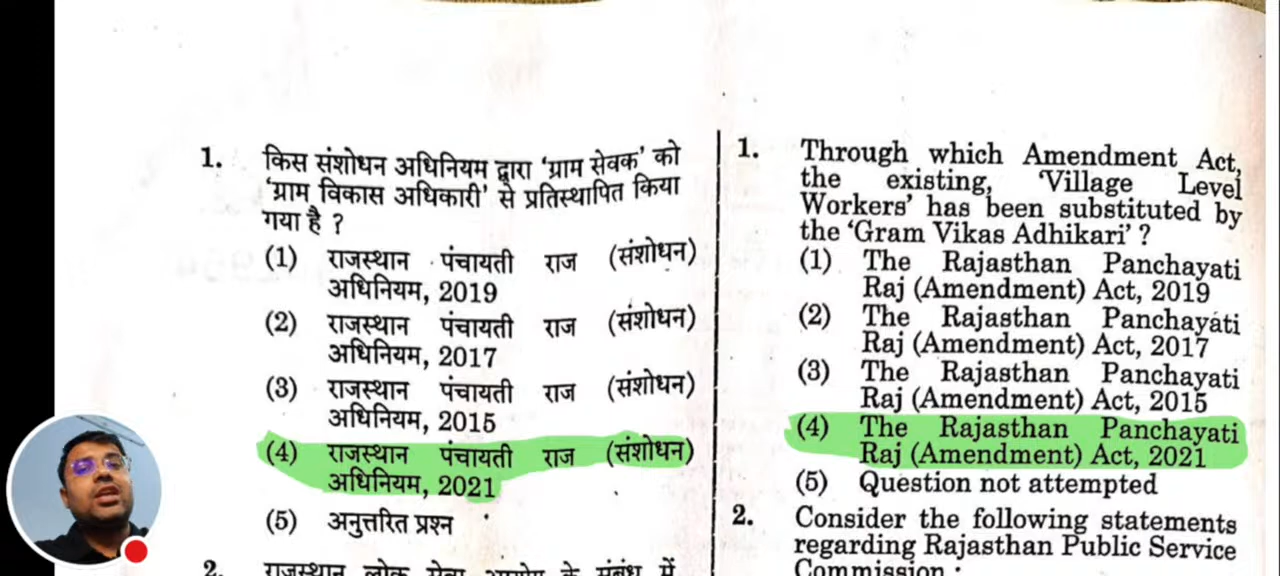 1. किस संशोधन अधिनियम द्वारा 'ग्राम सेवक' को
'ग्राम विकास अधिकारी' से प्रतिस्थापित किया
गया है ?
(1) राजस्थान पंचायती राज (संशोधन)
अधिनियम, 2019
(2) राजस्थान पंचायती राज (संशोधन)
अधिनियम, 2017
(3) राजस्थान पंचायती राज (संशोधन)
अधिनियम, 2015
(4) राजस्थान पंचायती राज (संशोधन)
अधिनियम, 2021
(5) अनुत्तरित प्रश्न
2. राजस्थान लोक सेवा आयोग के संबंध में
1. Through which Amendment Act,
the existing, 'Village Level
Workers' has been substituted by
the 'Gram Vikas Adhikari' ?
(1) The Rajasthan Panchayati
Raj (Amendment) Act, 2019
(2) The Rajasthan Panchayati
Raj (Amendment) Act, 2017
(3) The Rajasthan Panchayati
Raj (Amendment) Act, 2015
(4) The Rajasthan Panchayati
Raj (Amendment) Act, 2021
(5) Question not attempted
2. Consider the following statements
regarding Rajasthan Public Service
Commission :